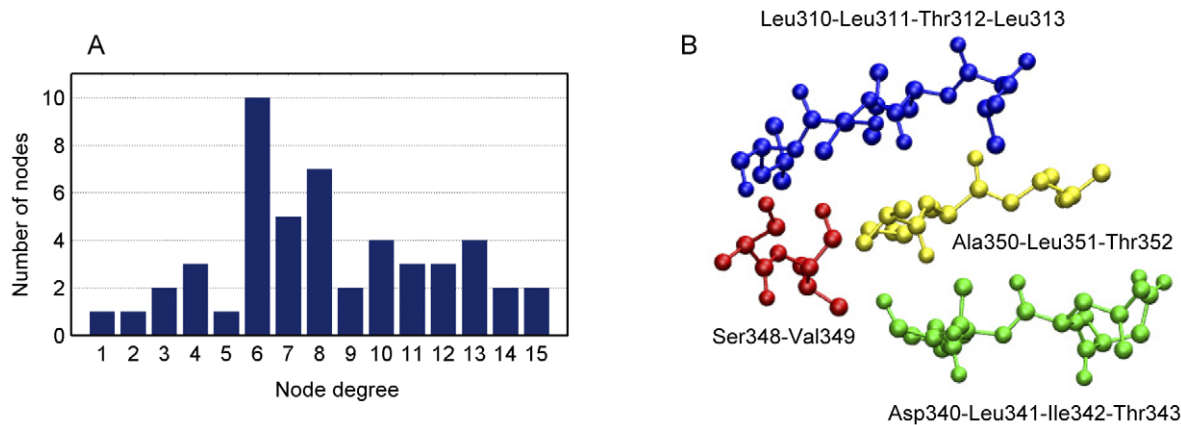 A
Number of nodes
10
8
6
4
2
0
1 2 3 4 5 6 7 8 9 10 11 12 13 14 15
Node degree
B
Leu310-Leu311-Thr312-Leu313
Ala350-Leu351-Thr352
Ser348-Val349
Asp340-Leu341-Ile342-Thr343